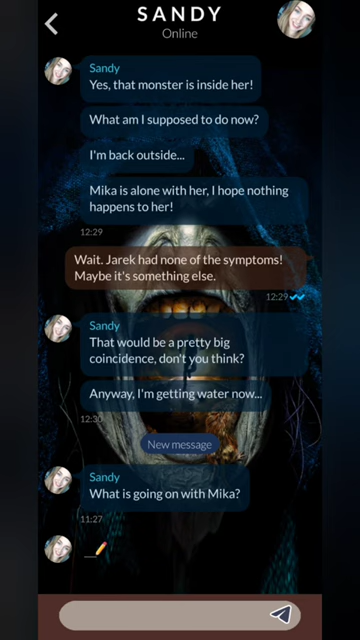 SANDY
Online
Sandy
Yes, that monster is inside her!
What am I supposed to do now?
I'm back outside...
Mika is alone with her, I hope nothing
happens to her!
12:29
Wait. Jarek had none of the symptoms!
Maybe it's something else.
12:29
Sandy
That would be a pretty big
coincidence, don't you think?
Anyway, I'm getting water now...
12:30
New message
Sandy
What is going on with Mika?
11:27